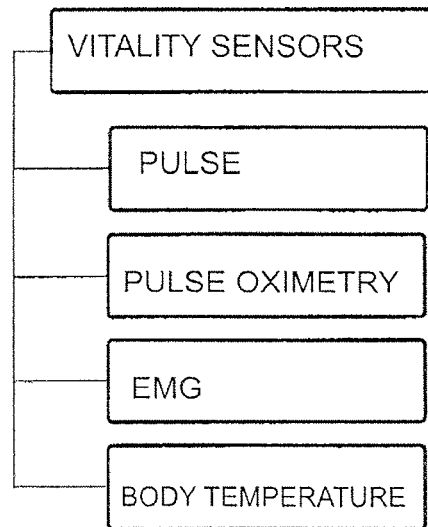 VITALITY SENSORS
PULSE
PULSE OXIMETRY
EMG
BODY TEMPERATURE